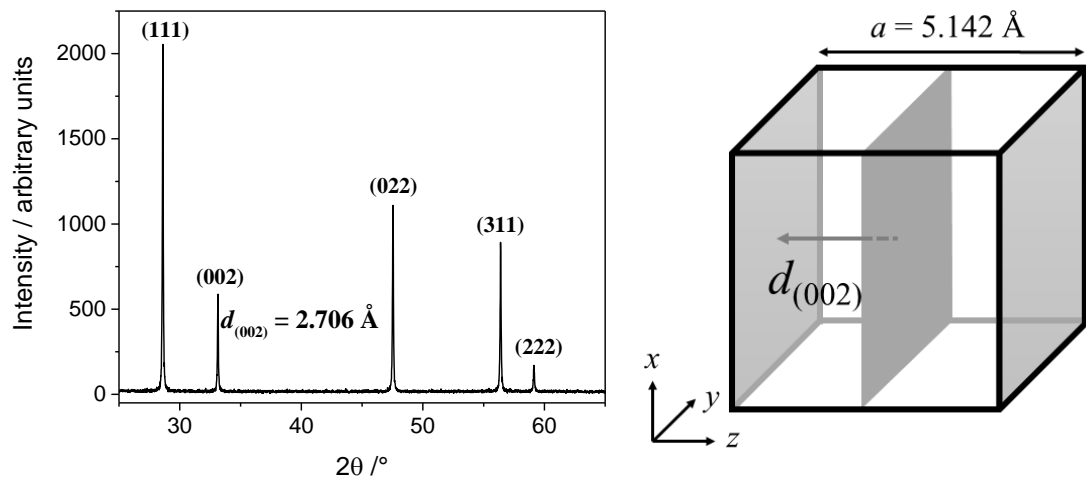 Intensity / arbitrary units
2000
1500
1000
500
0
(111)
(002)
d(002) = 2.706 Å
(022)
(311)
(222)
30 40 50 60
2θ /°
a = 5.142 Å
d(002)
x
y
z